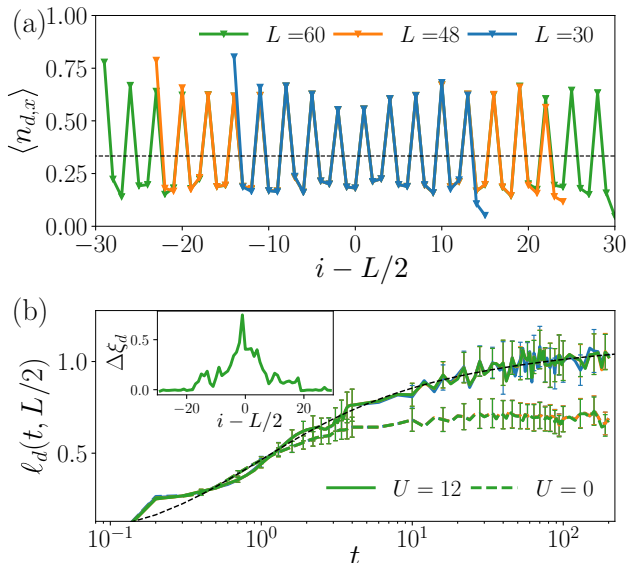 (a)
1.00
0.75
0.50
0.25
0.00
⟨n_{d,x}⟩
L =60
L =48
L =30
−30
−20
−10
0
10
20
30
i − L/2
(b)
ℓ_d(t, L/2)
1.0
0.5
Δξ_d
0.5
0.0
−20
0
20
i − L/2
U = 12
U = 0
10^{−1}
10^{0}
10^{1}
10^{2}
t